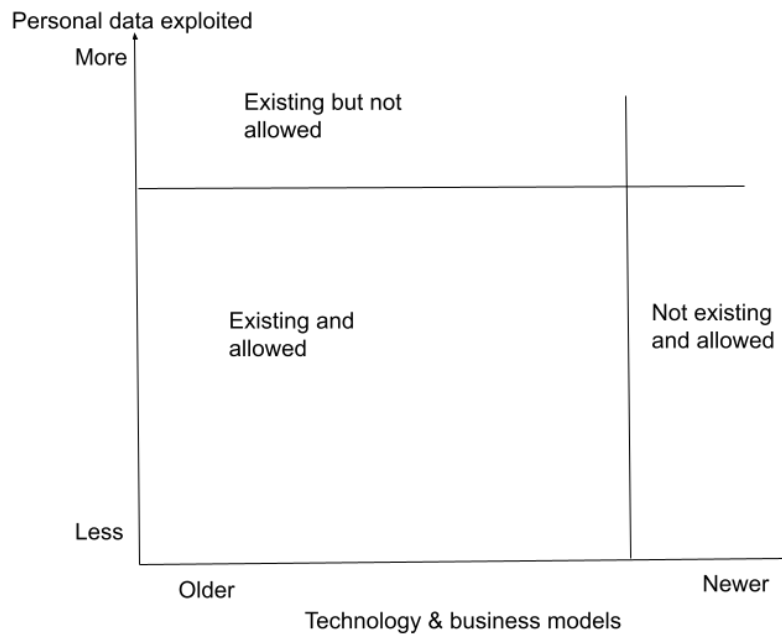 Personal data exploited
More
Existing but not
allowed
Existing and
allowed
Not existing
and allowed
Less
Older
Newer
Technology & business models